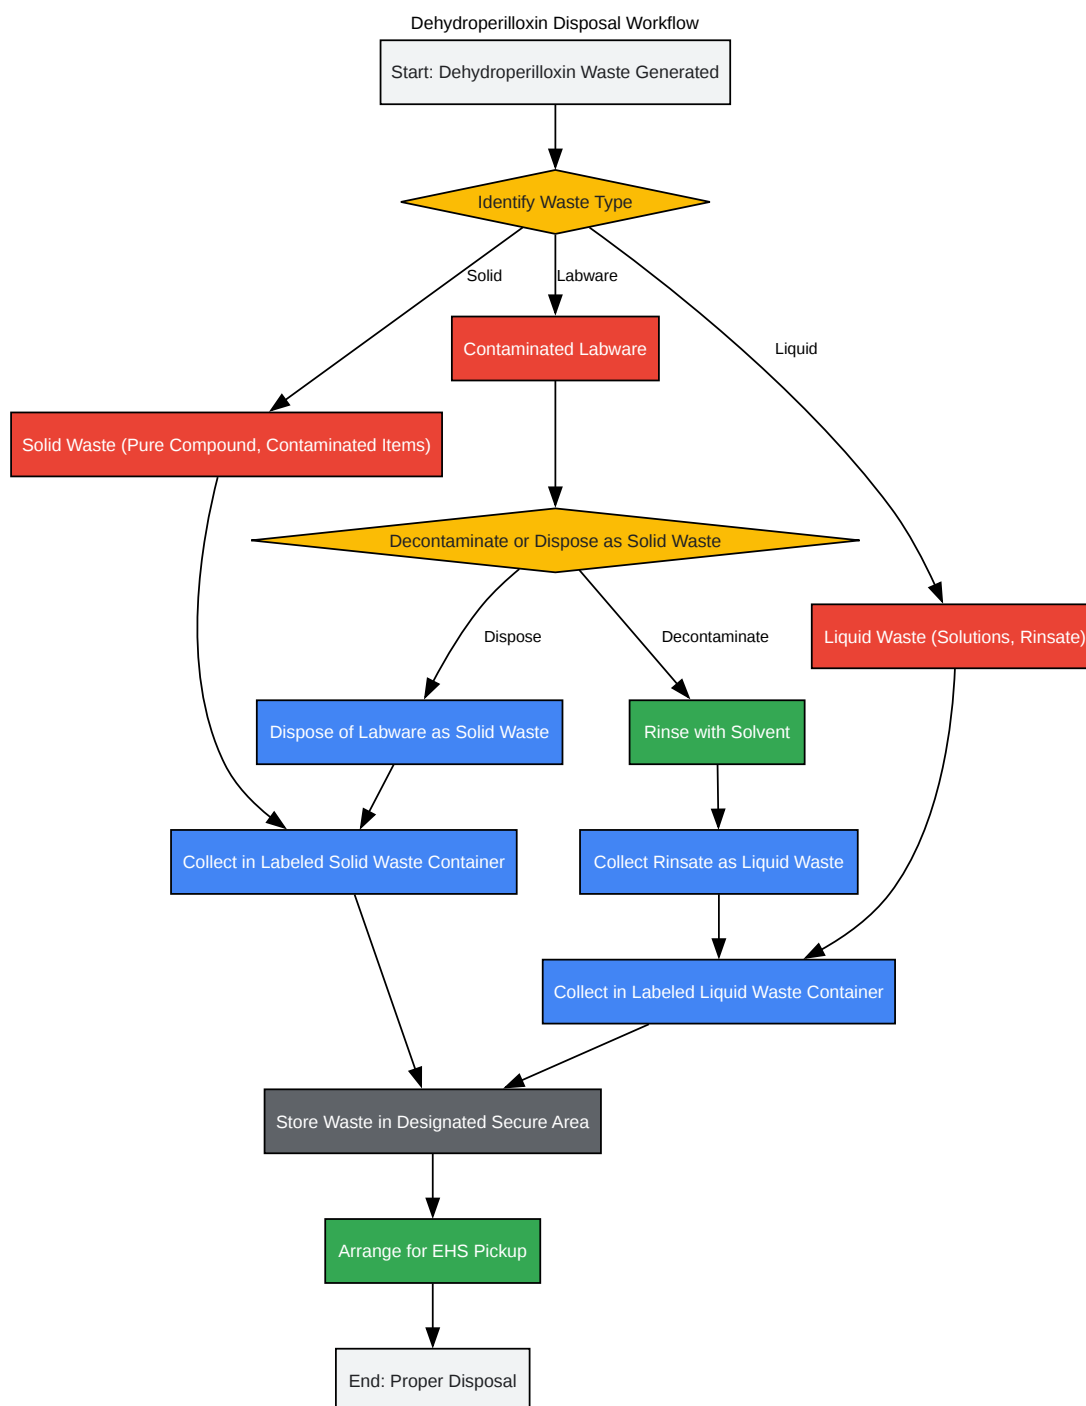 Dehydroperilloxin Disposal Workflow
Start: Dehydroperilloxin Waste Generated
Identify Waste Type
Solid
Labware
Liquid
Contaminated Labware
Solid Waste (Pure Compound, Contaminated Items)
Decontaminate or Dispose as Solid Waste
Dispose
Decontaminate
Liquid Waste (Solutions, Rinsate)
Dispose of Labware as Solid Waste
Rinse with Solvent
Collect in Labeled Solid Waste Container
Collect Rinsate as Liquid Waste
Collect in Labeled Liquid Waste Container
Store Waste in Designated Secure Area
Arrange for EHS Pickup
End: Proper Disposal